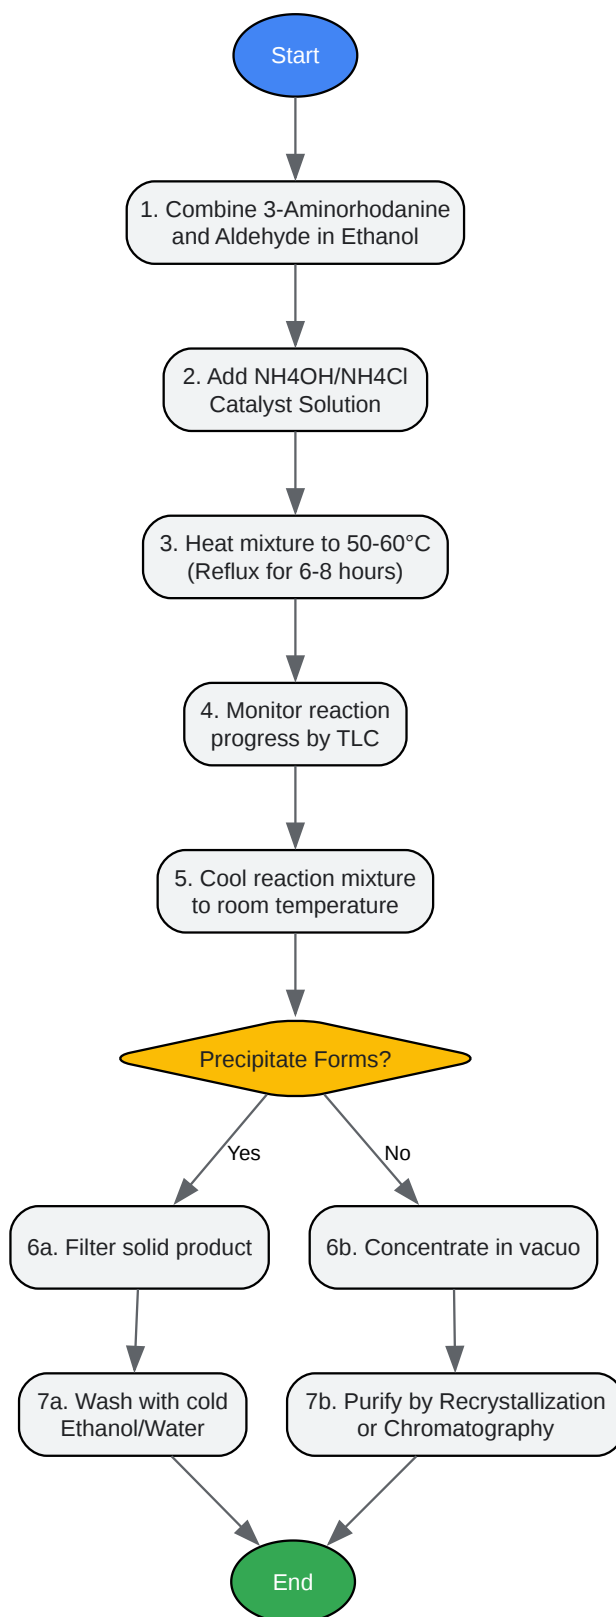 Start
1. Combine 3-Aminorhodanine
and Aldehyde in Ethanol
2. Add NH4OH/NH4Cl
Catalyst Solution
3. Heat mixture to 50-60°C
(Reflux for 6-8 hours)
4. Monitor reaction
progress by TLC
5. Cool reaction mixture
to room temperature
Precipitate Forms?
Yes
No
6a. Filter solid product
6b. Concentrate in vacuo
7a. Wash with cold
Ethanol/Water
7b. Purify by Recrystallization
or Chromatography
End